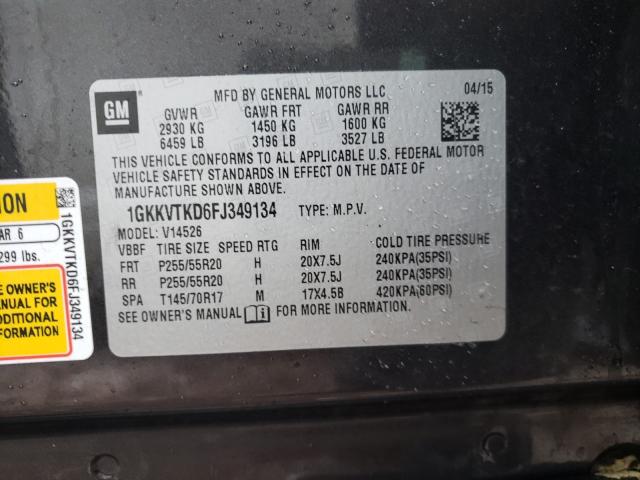 GM
MFD BY GENERAL MOTORS LLC 04/15
GVWR GAWR FRT GAWR RR
2930 KG 1450 KG 1600 KG
6459 LB 3196 LB 3527 LB
THIS VEHICLE CONFORMS TO ALL APPLICABLE U.S. FEDERAL MOTOR
VEHICLE SAFETY STANDARDS IN EFFECT ON THE DATE OF
MANUFACTURE SHOWN ABOVE.
1GKKVTKD6FJ349134 TYPE: M.P.V.
MODEL: V14526
VBBF TIRE SIZE SPEED RTG RIM COLD TIRE PRESSURE
FRT P255/55R20 H 20X7.5J 240KPA(35PSI)
RR P255/55R20 H 20X7.5J 240KPA(35PSI)
SPA T145/70R17 M 17X4.5B 420KPA(60PSI)
SEE OWNER'S MANUAL FOR MORE INFORMATION
ION
AR 6
299 lbs.
E OWNER'S
ANUAL FOR
ADDITIONAL
FORMATION
1GKKVTKD6FJ349134